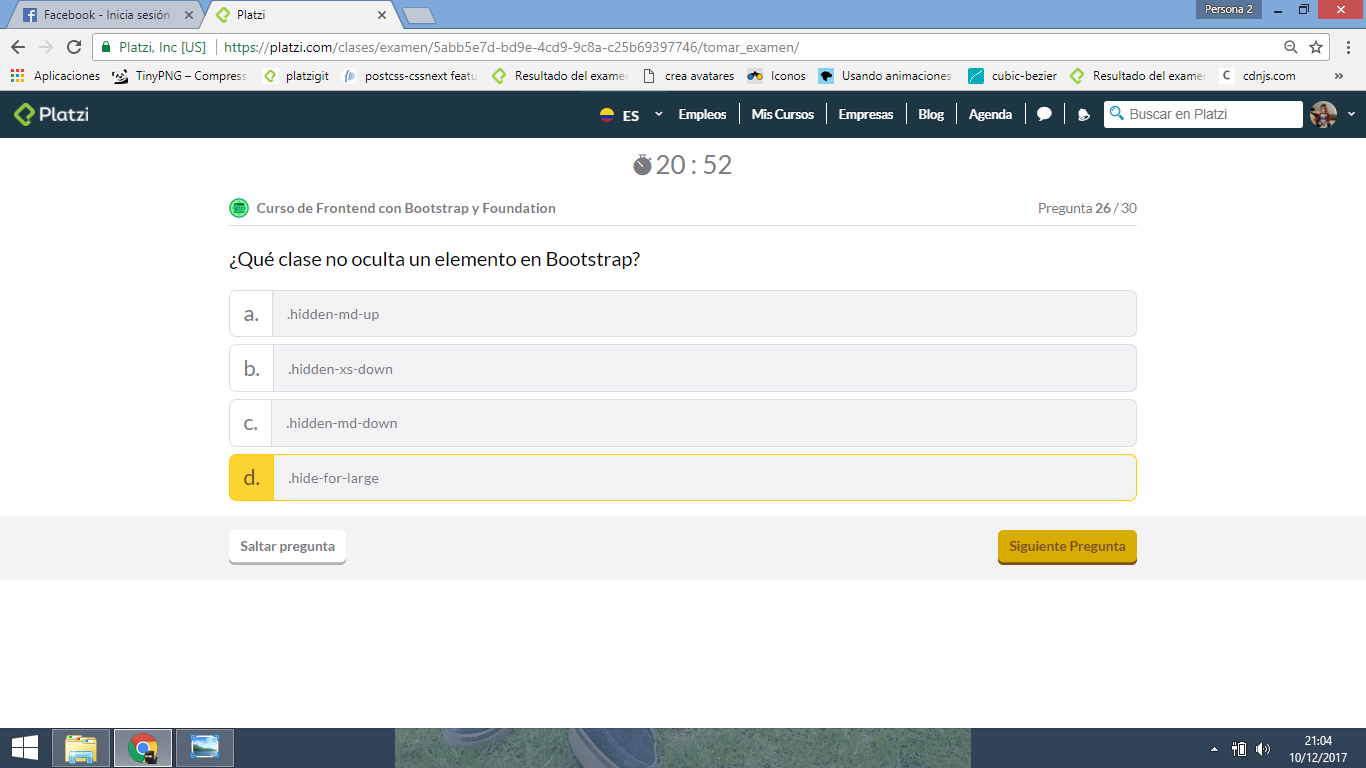 Facebook - Inicia sesión
Platzi
Persona 2
Platzi, Inc [US]
https://platzi.com/clases/examen/5abb5e7d-bd9e-4cd9-9c8a-c25b69397746/tomar_examen/
Aplicaciones
TinyPNG – Compress
platzigit
postcss-cssnext featu
Resultado del exame
crea avatares
Iconos
Usando animaciones
cubic-bezier
Resultado del exame
C
cdnjs.com
»
Platzi
ES
Empleos
Mis Cursos
Empresas
Blog
Agenda
Buscar en Platzi
20 : 52
Curso de Frontend con Bootstrap y Foundation
Pregunta 26 / 30
¿Qué clase no oculta un elemento en Bootstrap?
a. .hidden-md-up
b. .hidden-xs-down
c. .hidden-md-down
d. .hide-for-large
Saltar pregunta
Siguiente Pregunta
21:04
10/12/2017